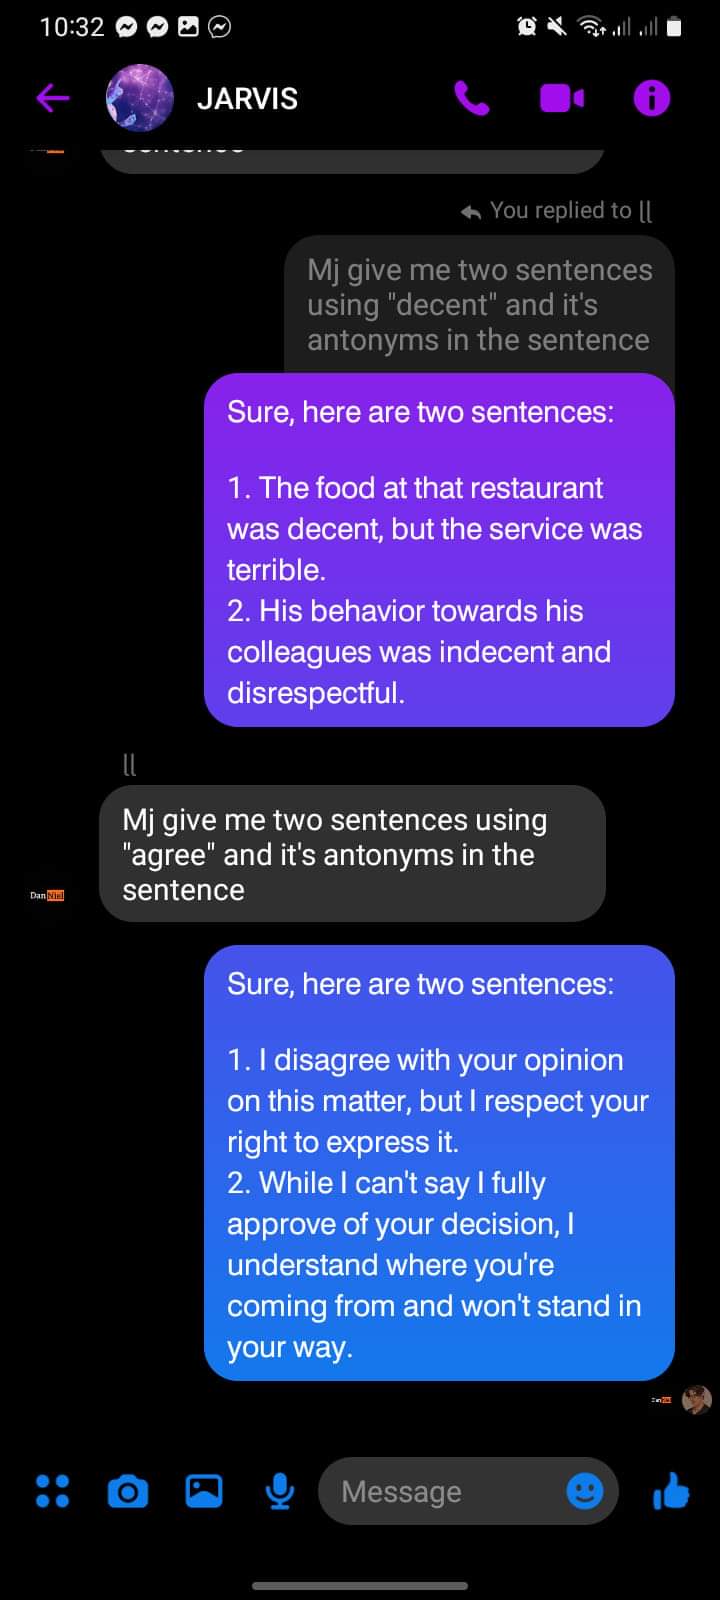 10:32
JARVIS
You replied to ll
Mj give me two sentences
using "decent" and it's
antonyms in the sentence
Sure, here are two sentences:
1. The food at that restaurant
was decent, but the service was
terrible.
2. His behavior towards his
colleagues was indecent and
disrespectful.
ll
Mj give me two sentences using
"agree" and it's antonyms in the
sentence
Dan Niel
Sure, here are two sentences:
1. I disagree with your opinion
on this matter, but I respect your
right to express it.
2. While I can't say I fully
approve of your decision, I
understand where you're
coming from and won't stand in
your way.
Message